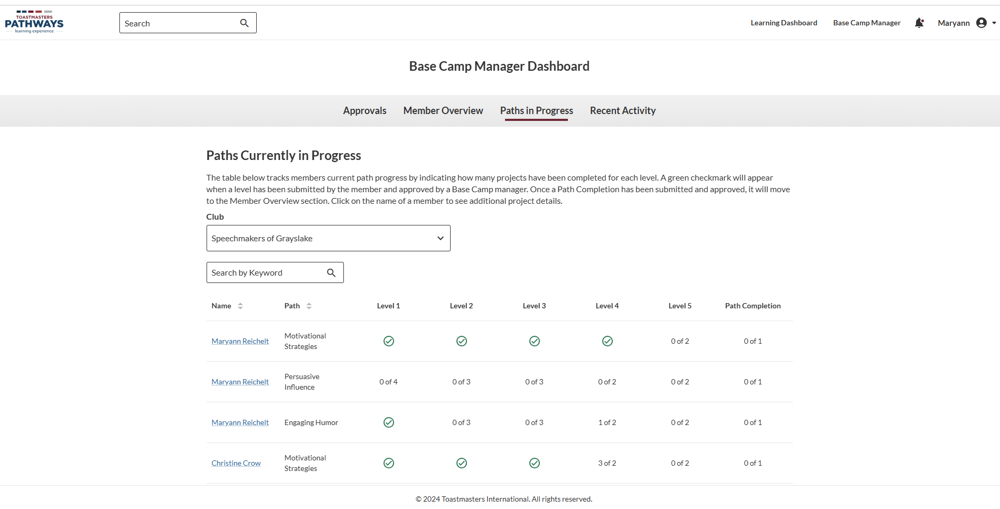 TOASTMASTERS
PATHWAYS
learning experience
Search
Learning Dashboard
Base Camp Manager
Maryann
Base Camp Manager Dashboard
Approvals
Member Overview
Paths in Progress
Recent Activity
Paths Currently in Progress
The table below tracks members current path progress by indicating how many projects have been completed for each level. A green checkmark will appear
when a level has been submitted by the member and approved by a Base Camp manager. Once a Path Completion has been submitted and approved, it will move
to the Member Overview section. Click on the name of a member to see additional project details.
Club
Speechmakers of Grayslake
Search by Keyword
Name Path Level 1 Level 2 Level 3 Level 4 Level 5 Path Completion
Maryann Reichelt Motivational
Strategies 0 of 2 0 of 1
Maryann Reichelt Persuasive
Influence 0 of 4 0 of 3 0 of 3 0 of 2 0 of 2 0 of 1
Maryann Reichelt Engaging Humor 0 of 3 0 of 3 1 of 2 0 of 2 0 of 1
Christine Crow Motivational
Strategies 3 of 2 0 of 2 0 of 1
© 2024 Toastmasters International. All rights reserved.